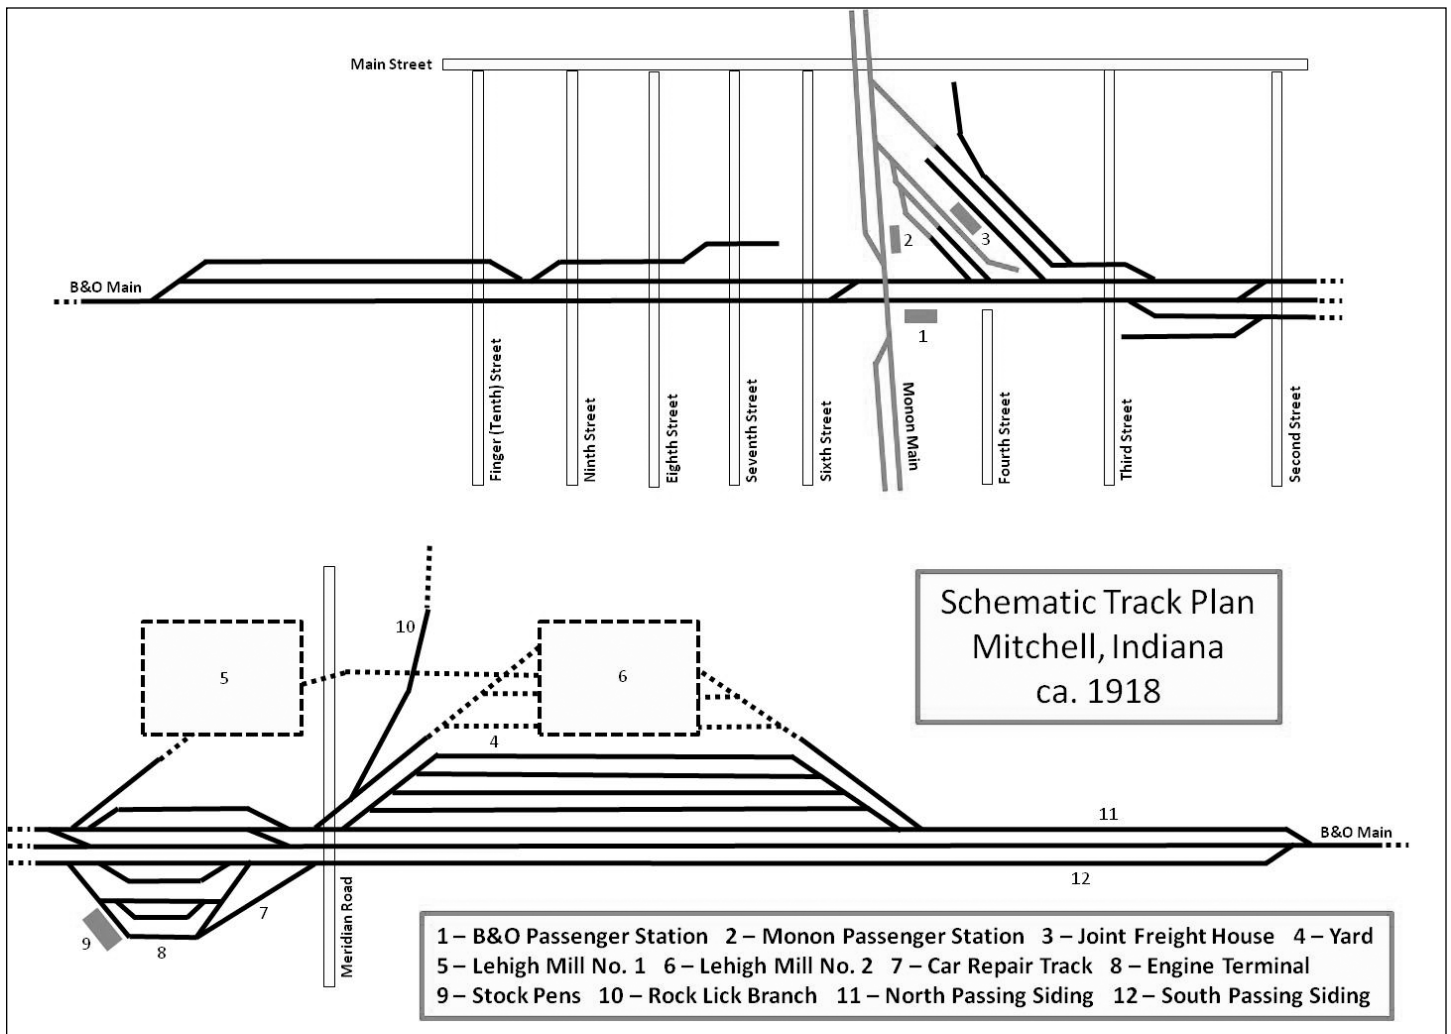 Main Street
B&O Main
2
3
1
Finger (Tenth) Street
Ninth Street
Eighth Street
Seventh Street
Sixth Street
Monon Main
Fourth Street
Third Street
Second Street
Schematic Track Plan
Mitchell, Indiana
ca. 1918
10
5
6
4
11
B&O Main
12
7
9
8
Meridian Road
1 – B&O Passenger Station 2 – Monon Passenger Station 3 – Joint Freight House 4 – Yard
5 – Lehigh Mill No. 1 6 – Lehigh Mill No. 2 7 – Car Repair Track 8 – Engine Terminal
9 – Stock Pens 10 – Rock Lick Branch 11 – North Passing Siding 12 – South Passing Siding